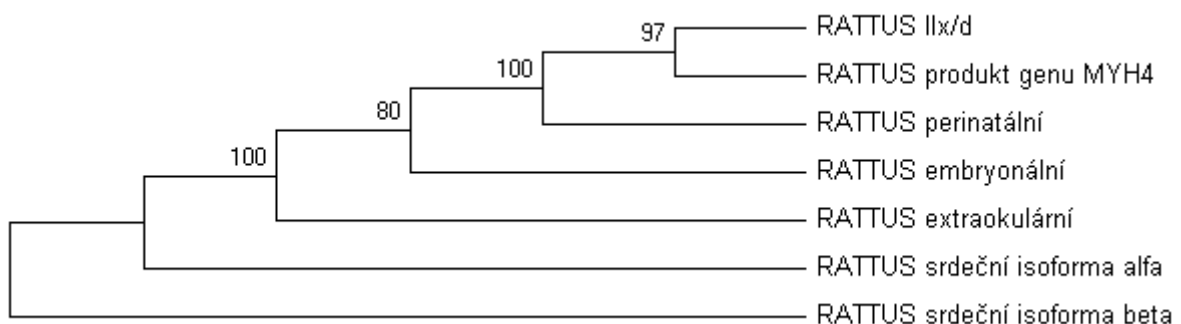 97
RATTUS IIx/d
100
RATTUS produkt genu MYH4
80
RATTUS perinatální
100
RATTUS embryonální
RATTUS extraokulární
RATTUS srdeční isoforma alfa
RATTUS srdeční isoforma beta